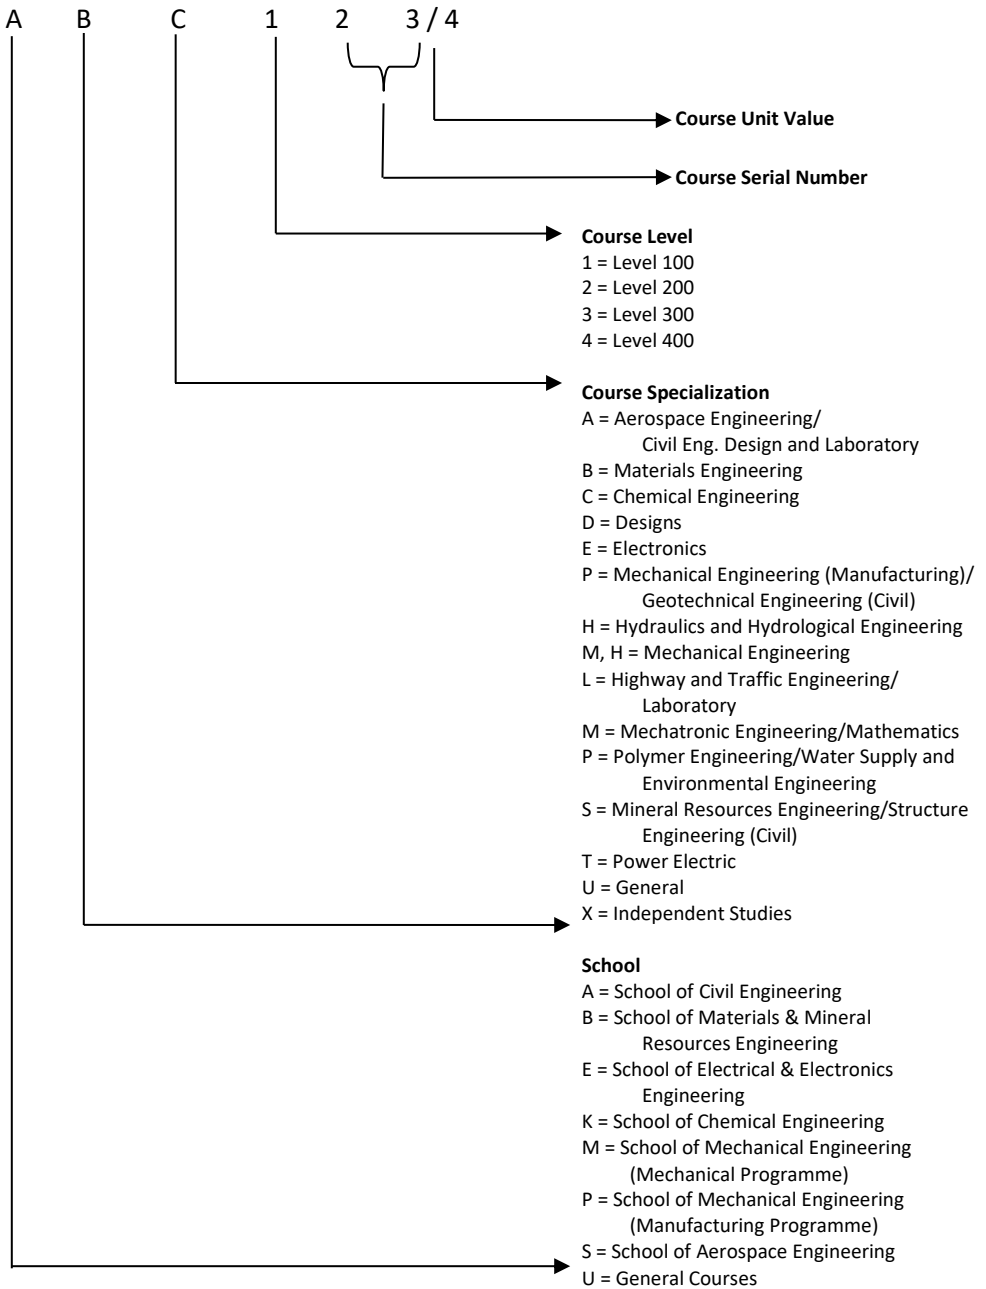 A B C 1 2 3 / 4
Course Unit Value
Course Serial Number
Course Level
1 = Level 100
2 = Level 200
3 = Level 300
4 = Level 400
Course Specialization
A = Aerospace Engineering/
Civil Eng. Design and Laboratory
B = Materials Engineering
C = Chemical Engineering
D = Designs
E = Electronics
P = Mechanical Engineering (Manufacturing)/
Geotechnical Engineering (Civil)
H = Hydraulics and Hydrological Engineering
M, H = Mechanical Engineering
L = Highway and Traffic Engineering/
Laboratory
M = Mechatronic Engineering/Mathematics
P = Polymer Engineering/Water Supply and
Environmental Engineering
S = Mineral Resources Engineering/Structure
Engineering (Civil)
T = Power Electric
U = General
X = Independent Studies
School
A = School of Civil Engineering
B = School of Materials & Mineral
Resources Engineering
E = School of Electrical & Electronics
Engineering
K = School of Chemical Engineering
M = School of Mechanical Engineering
(Mechanical Programme)
P = School of Mechanical Engineering
(Manufacturing Programme)
S = School of Aerospace Engineering
U = General Courses